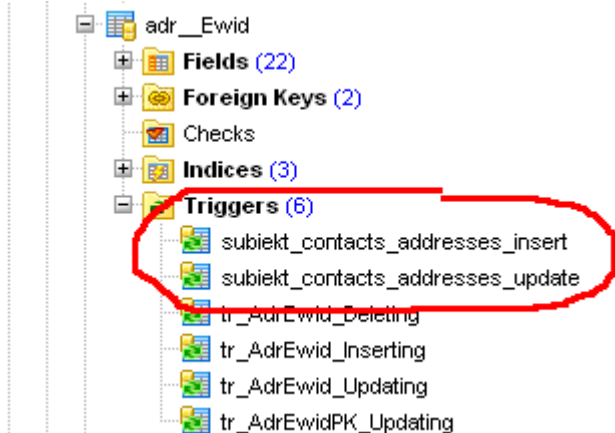 adr__Ewid
Fields (22)
Foreign Keys (2)
Checks
Indices (3)
Triggers (6)
subiekt_contacts_addresses_insert
subiekt_contacts_addresses_update
tr_AdrEwid_Deleting
tr_AdrEwid_Inserting
tr_AdrEwid_Updating
tr_AdrEwidPK_Updating